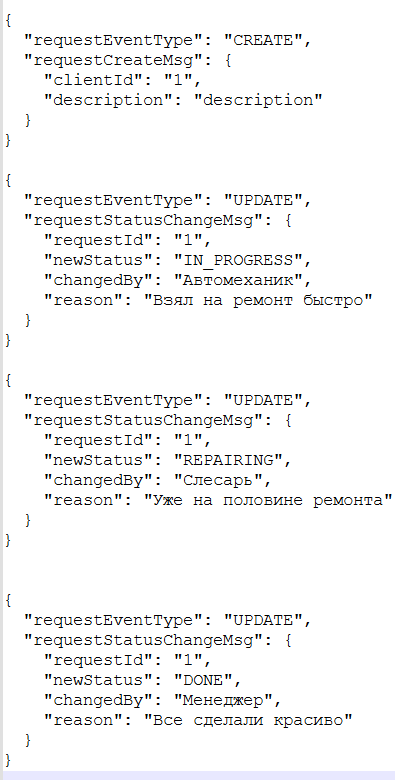 {
  "requestEventType": "CREATE",
  "requestCreateMsg": {
    "clientId": "1",
    "description": "description"
  }
}

{
  "requestEventType": "UPDATE",
  "requestStatusChangeMsg": {
    "requestId": "1",
    "newStatus": "IN_PROGRESS",
    "changedBy": "Автомеханик",
    "reason": "Взял на ремонт быстро"
  }
}

{
  "requestEventType": "UPDATE",
  "requestStatusChangeMsg": {
    "requestId": "1",
    "newStatus": "REPAIRING",
    "changedBy": "Слесарь",
    "reason": "Уже на половине ремонта"
  }
}

{
  "requestEventType": "UPDATE",
  "requestStatusChangeMsg": {
    "requestId": "1",
    "newStatus": "DONE",
    "changedBy": "Менеджер",
    "reason": "Все сделали красиво"
  }
}